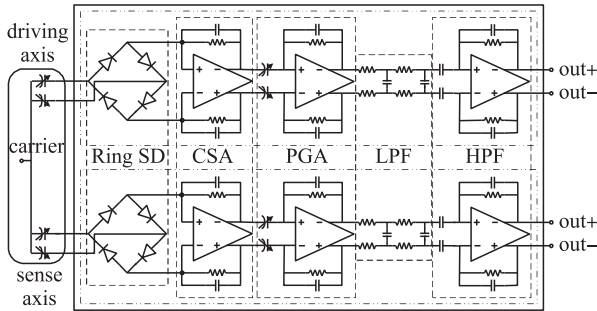 driving
axis
carrier
sense
axis
Ring SD
CSA
PGA
LPF
HPF
out+
out−
out+
out−
+
−
−
+
+
−
−
+
+
−
−
+
+
−
−
+
+
−
−
+
+
−
−
+